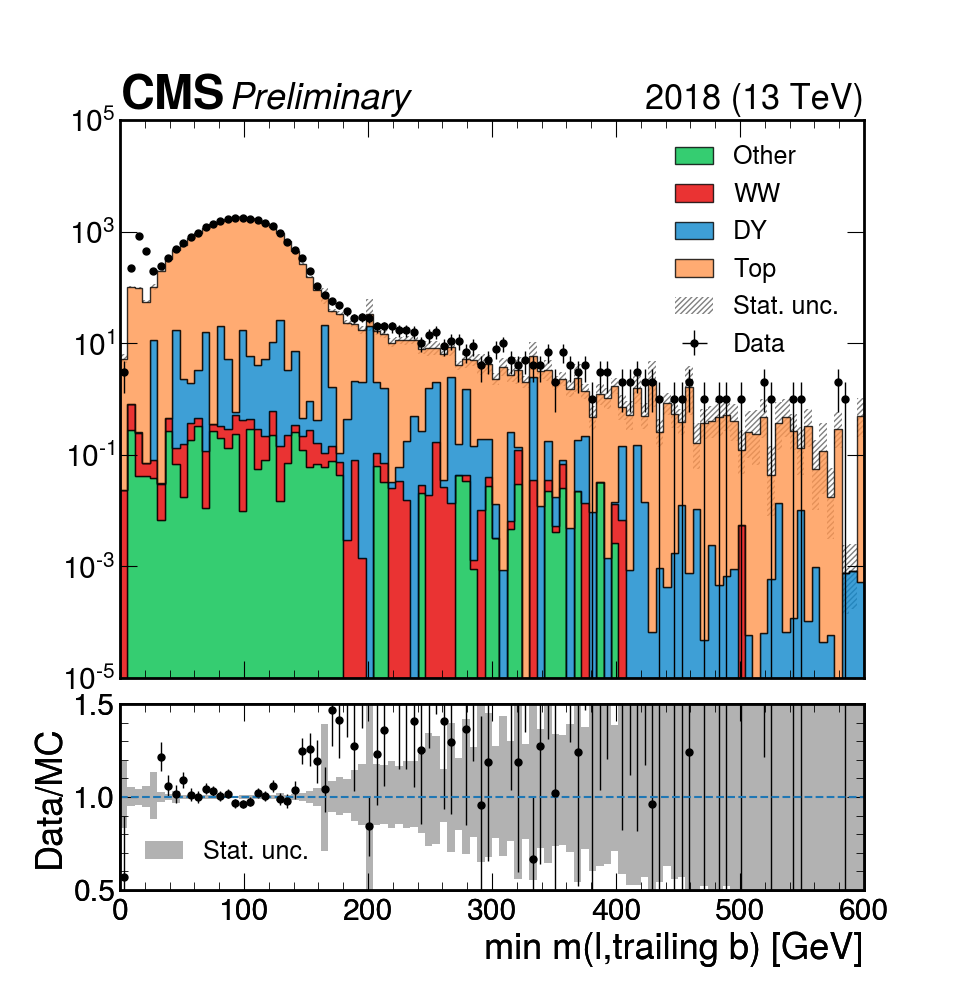 CMS Preliminary 2018 (13 TeV)
10^5
10^3
10^1
10^-1
10^-3
10^-5
Other
WW
DY
Top
Stat. unc.
Data
1.5
1.0
0.5
Data/MC
Stat. unc.
0 100 200 300 400 500 600
min m(l,trailing b) [GeV]